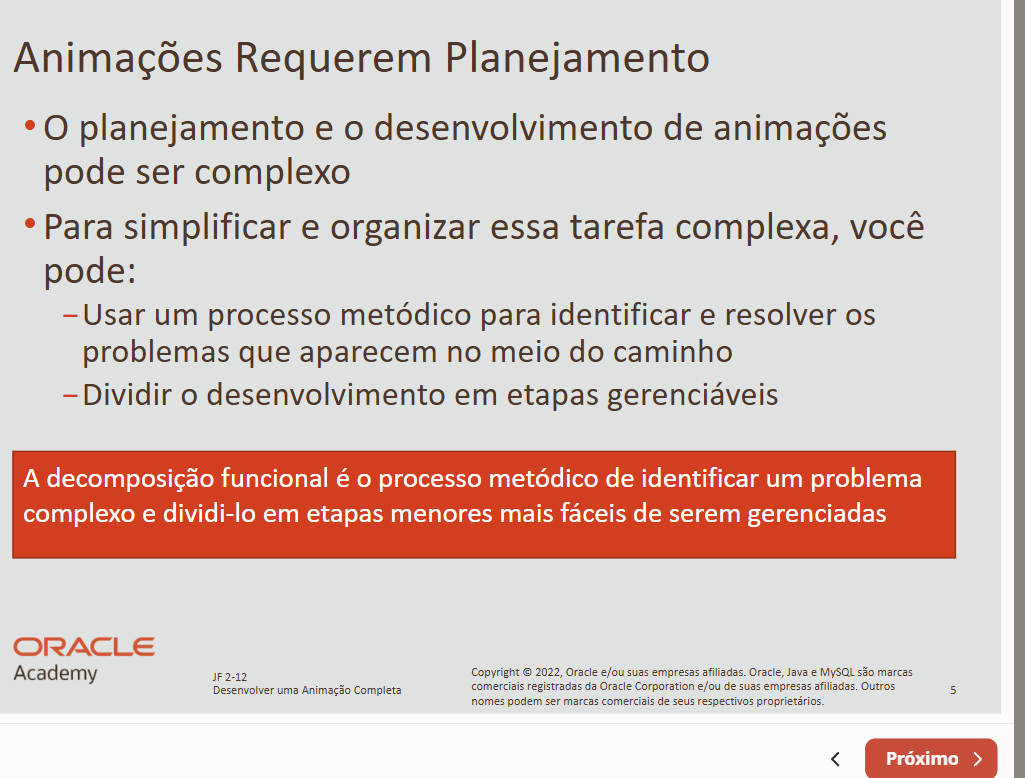 Animações Requerem Planejamento
•O planejamento e o desenvolvimento de animações
pode ser complexo
•Para simplificar e organizar essa tarefa complexa, você
pode:
–Usar um processo metódico para identificar e resolver os
problemas que aparecem no meio do caminho
–Dividir o desenvolvimento em etapas gerenciáveis
A decomposição funcional é o processo metódico de identificar um problema
complexo e dividi-lo em etapas menores mais fáceis de serem gerenciadas
ORACLE
Academy
JF 2-12
Desenvolver uma Animação Completa
Copyright © 2022, Oracle e/ou suas empresas afiliadas. Oracle, Java e MySQL são marcas
comerciais registradas da Oracle Corporation e/ou de suas empresas afiliadas. Outros
nomes podem ser marcas comerciais de seus respectivos proprietários.
5
Próximo